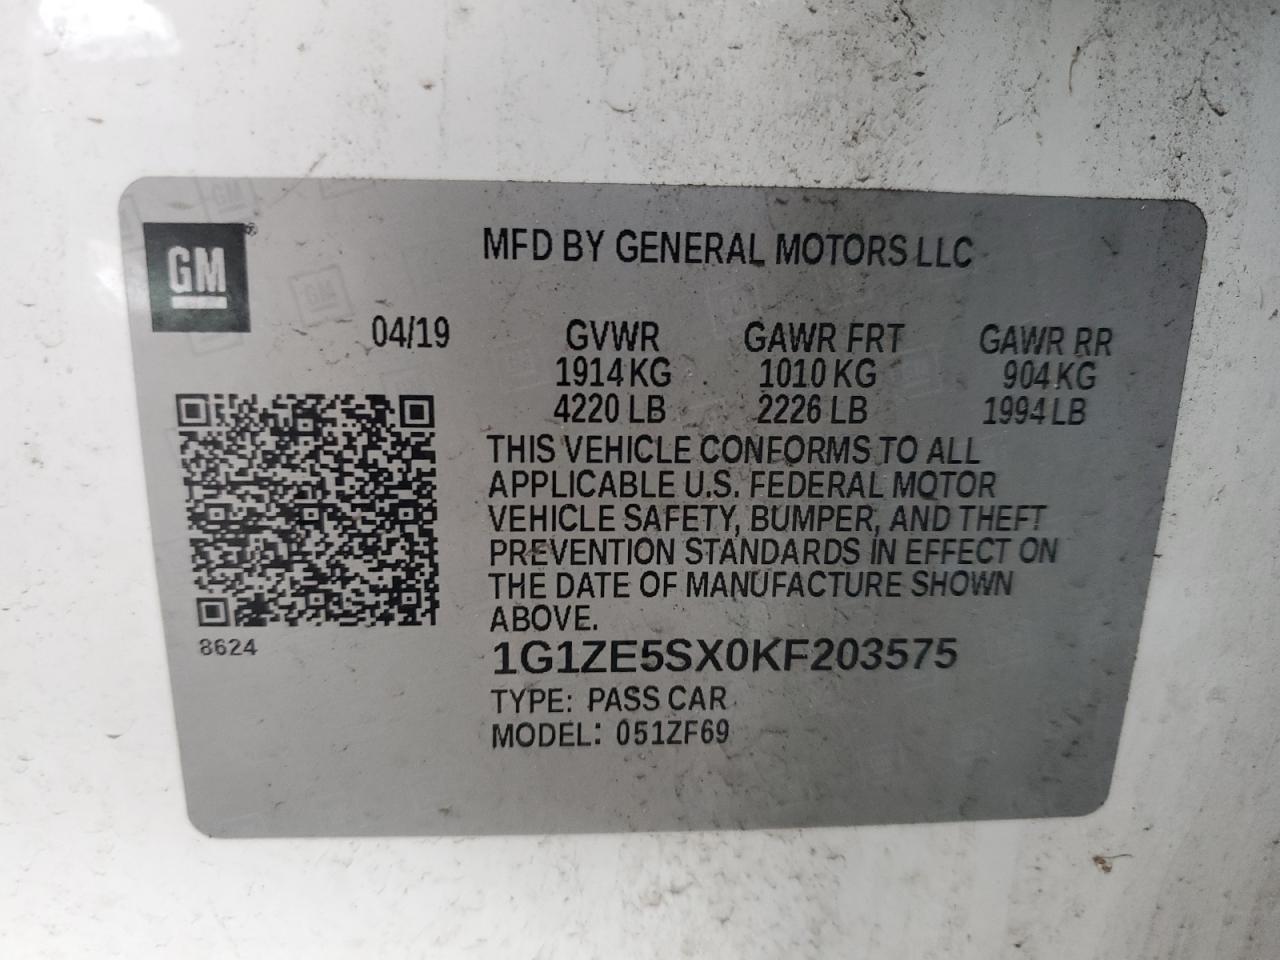 GM®
MFD BY GENERAL MOTORS LLC
04/19 GVWR GAWR FRT GAWR RR
1914 KG 1010 KG 904 KG
4220 LB 2226 LB 1994 LB
THIS VEHICLE CONFORMS TO ALL
APPLICABLE U.S. FEDERAL MOTOR
VEHICLE SAFETY, BUMPER, AND THEFT
PREVENTION STANDARDS IN EFFECT ON
THE DATE OF MANUFACTURE SHOWN
ABOVE.
8624
1G1ZE5SX0KF203575
TYPE: PASS CAR
MODEL: 051ZF69